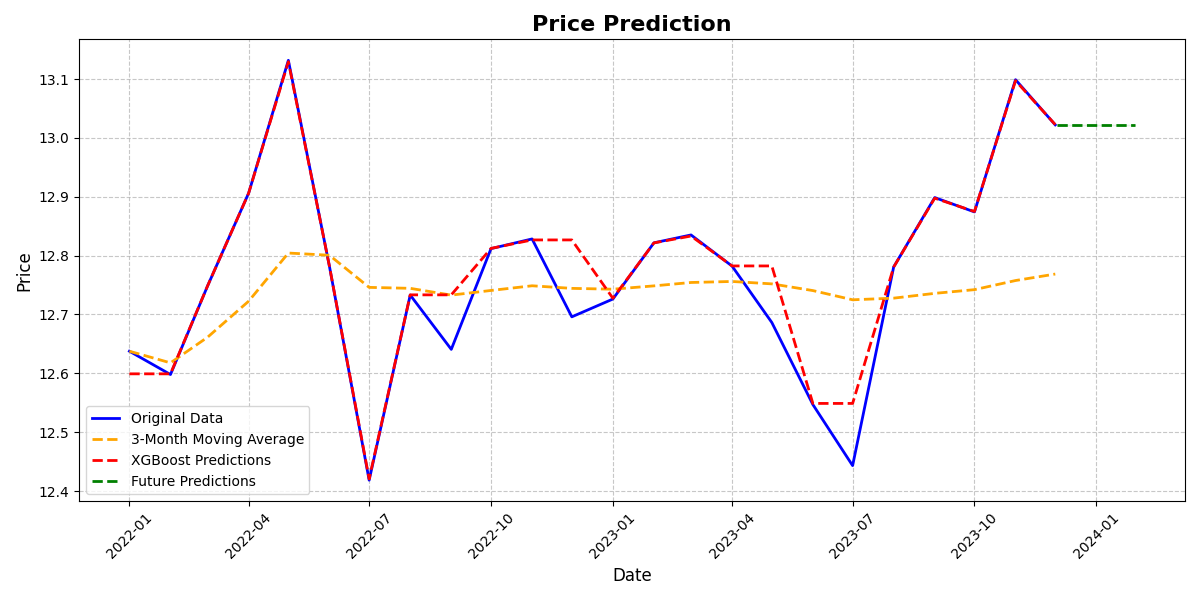 Price Prediction
Price
13.1
13.0
12.9
12.8
12.7
12.6
12.5
12.4
Original Data
3-Month Moving Average
XGBoost Predictions
Future Predictions
2022-01
2022-04
2022-07
2022-10
2023-01
2023-04
2023-07
2023-10
2024-01
Date